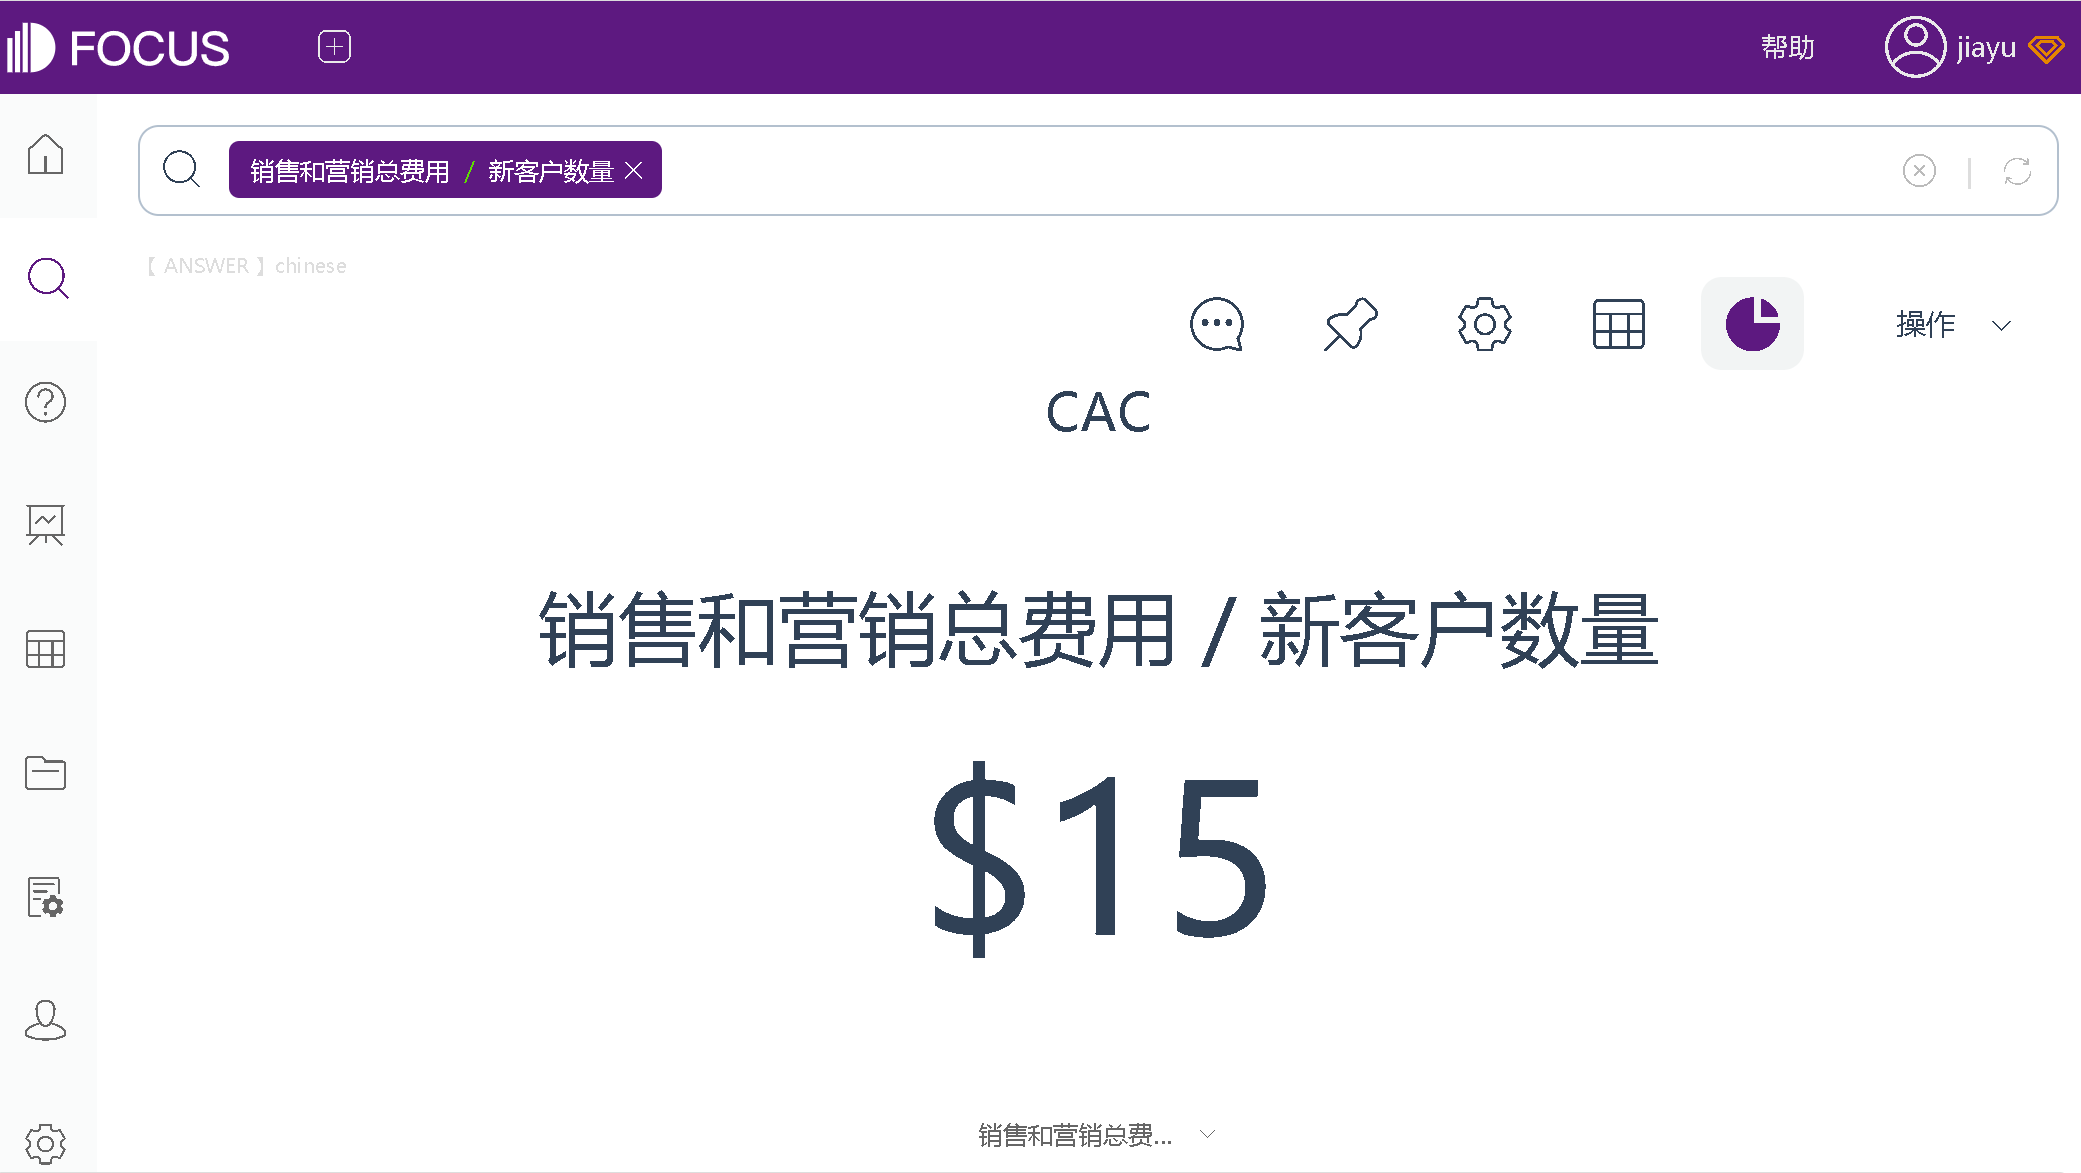 FOCUS
帮助
jiayu
销售和营销总费用 / 新客户数量
【 ANSWER 】chinese
操作
CAC
销售和营销总费用 / 新客户数量
$15
销售和营销总费...